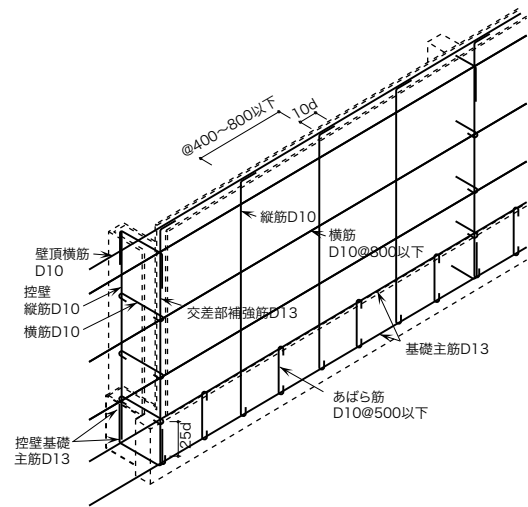 @400～800以下
10d
縦筋D10
横筋
D10@800以下
壁頂横筋
D10
控壁
縦筋D10
横筋D10
交差部補強筋D13
基礎主筋D13
あばら筋
D10@500以下
控壁基礎
主筋D13
25d